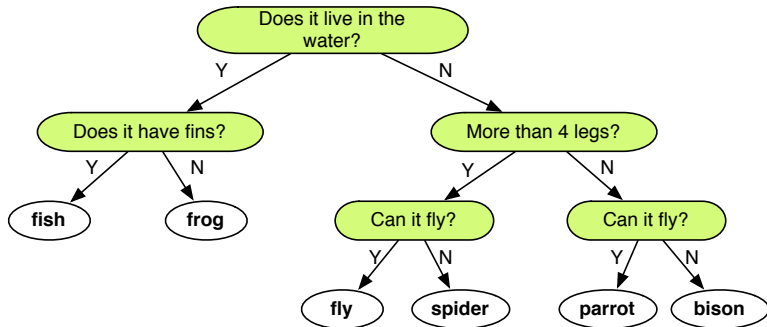 Does it live in the
water?
Y
N
Does it have fins?
More than 4 legs?
Y
N
Y
N
fish
frog
Can it fly?
Can it fly?
Y
N
Y
N
fly
spider
parrot
bison